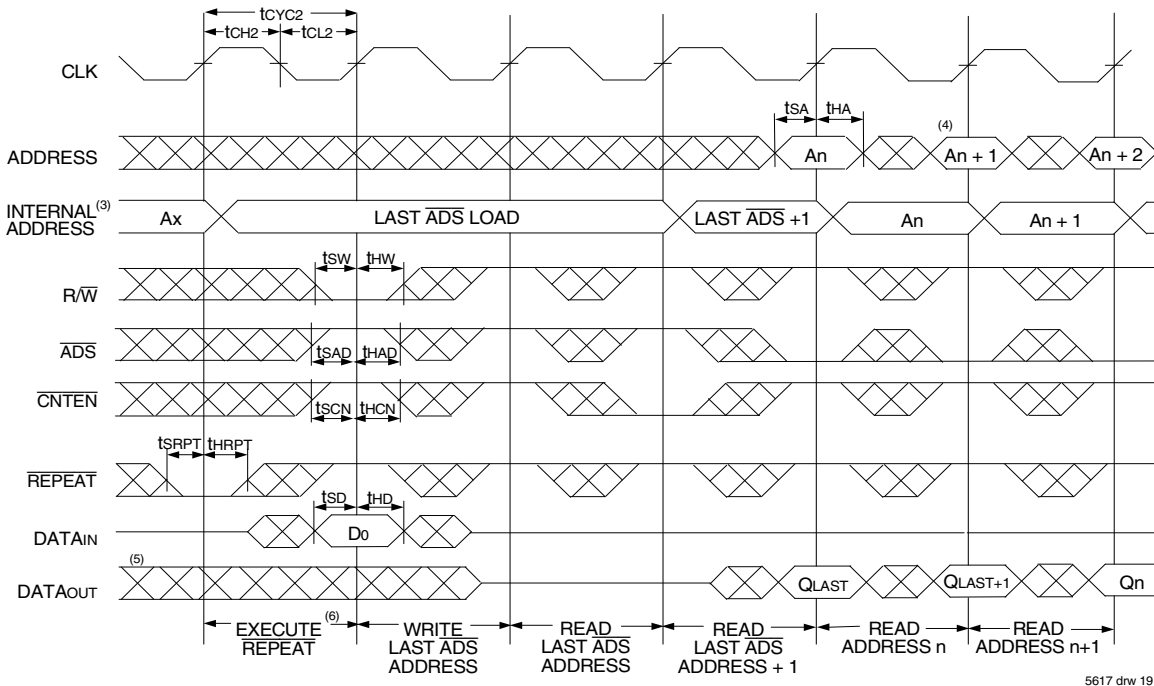 tCYC2
tCH2 tCL2
CLK
tSA tHA
(4)
ADDRESS An An + 1 An + 2
INTERNAL(3)
ADDRESS
Ax LAST ADS LOAD LAST ADS +1 An An + 1
tSW tHW
R/W
ADS
tSAD tHAD
CNTEN
tSCN tHCN
tSRPT tHRPT
REPEAT
tSD tHD
DATAIN D0
(5)
DATAOUT QLAST QLAST+1 Qn
EXECUTE(6)
REPEAT
WRITE
LAST ADS
ADDRESS
READ
LAST ADS
ADDRESS
READ
LAST ADS
ADDRESS + 1
READ
ADDRESS n
READ
ADDRESS n+1
5617 drw 19